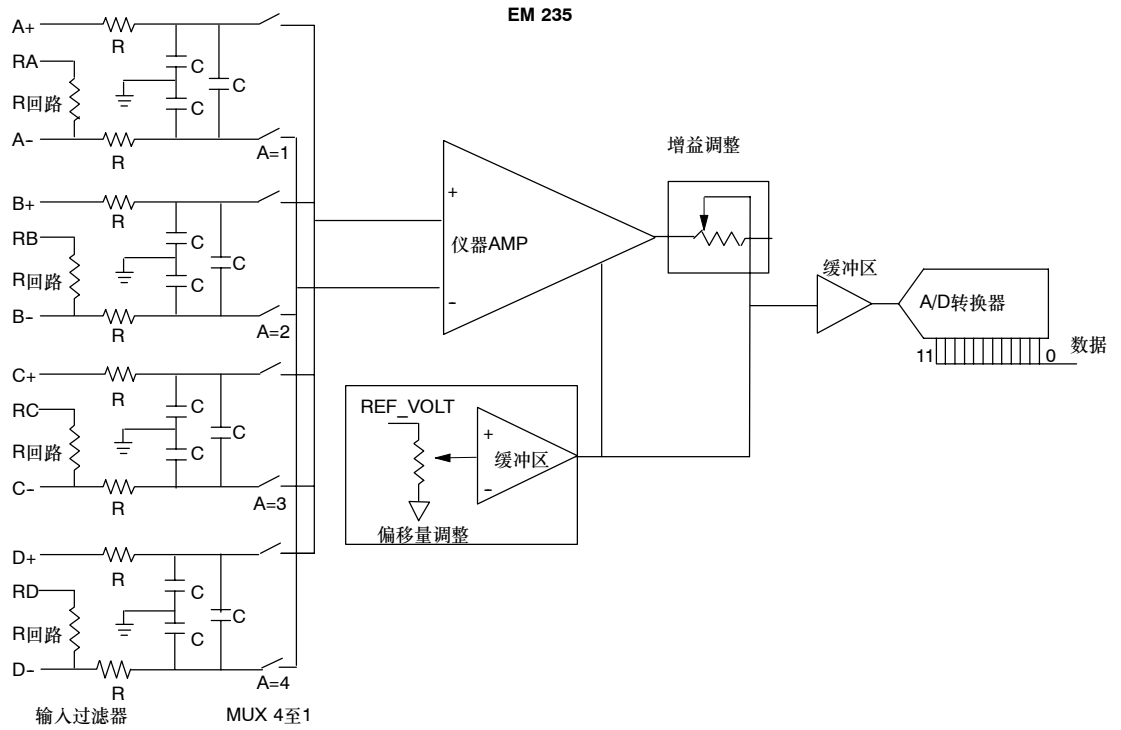 EM 235
A+
R
C
C
C
RA
R回路
A-
R
A=1
B+
R
C
C
C
RB
R回路
B-
R
A=2
C+
R
C
C
C
RC
R回路
C-
R
A=3
D+
R
C
C
C
RD
R回路
D-
R
A=4
输入过滤器
MUX 4至1
+
仪器AMP
-
增益调整
REF_VOLT
+
缓冲区
-
偏移量调整
缓冲区
A/D转换器
11
0
数据